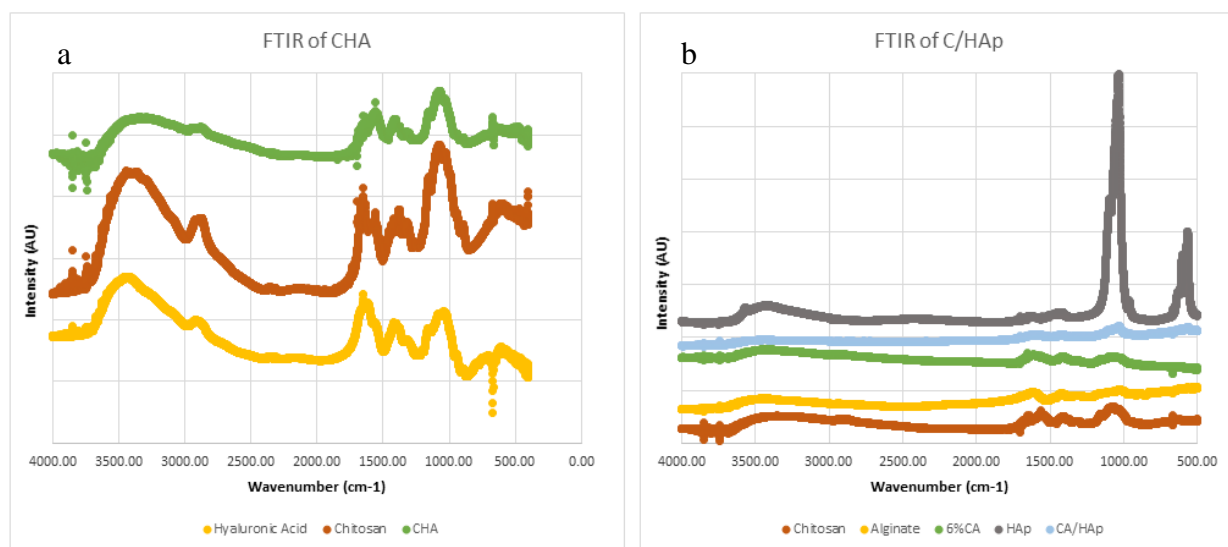 a
FTIR of CHA
Intensity (AU)
4000.00 3500.00 3000.00 2500.00 2000.00 1500.00 1000.00 500.00 0.00
Wavenumber (cm-1)
Hyaluronic Acid Chitosan CHA
b
FTIR of C/HAp
Intensity (AU)
4000.00 3500.00 3000.00 2500.00 2000.00 1500.00 1000.00 500.00
Wavenumber (cm-1)
Chitosan Alginate 6%CA HAp CA/HAp